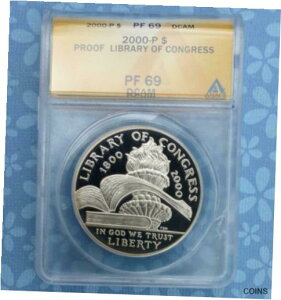 2000-P $ PF 69 DCAM
2000-P $
PROOF LIBRARY OF CONGRESS
PF 69
DCAM
LIBRARY OF CONGRESS
1800 2000
IN GOD WE TRUST
LIBERTY
COINS